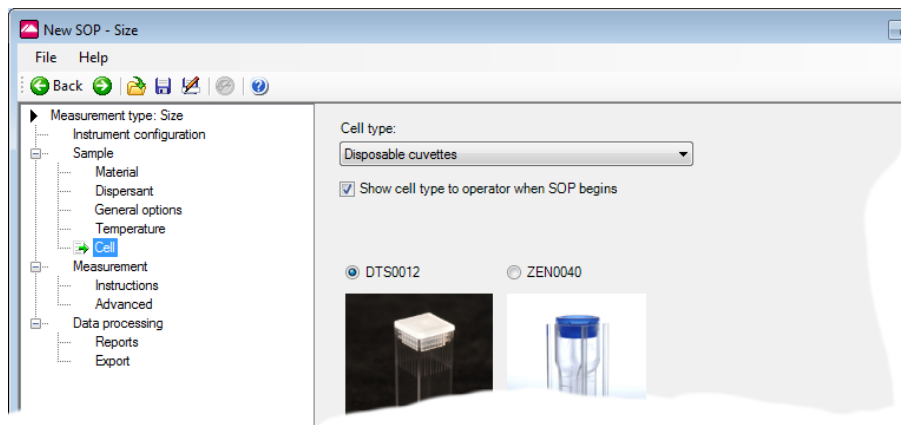 New SOP - Size
File Help
Back
Measurement type: Size
Instrument configuration
Sample
Material
Dispersant
General options
Temperature
Cell
Measurement
Instructions
Advanced
Data processing
Reports
Export
Cell type:
Disposable cuvettes
Show cell type to operator when SOP begins
DTS0012 ZEN0040